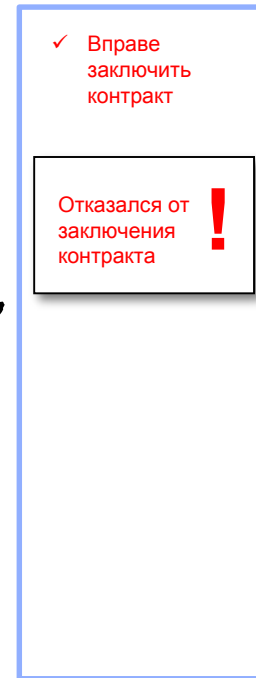 ✓ Вправе
заключить
контракт
Отказался от
заключения
контракта
!